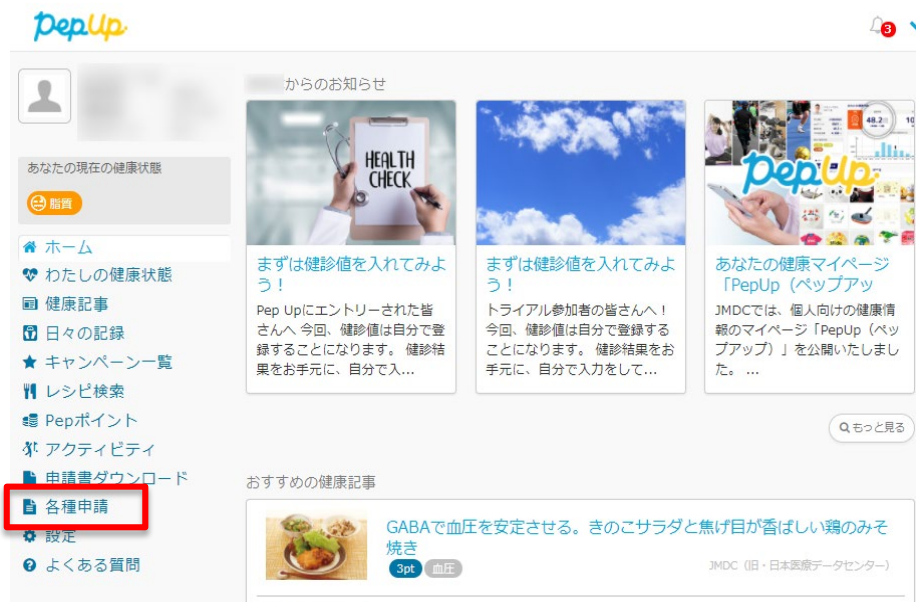 PepUp
3
からのお知らせ
あなたの現在の健康状態
脂質
ホーム
わたしの健康状態
健康記事
日々の記録
キャンペーン一覧
レシピ検索
Pepポイント
アクティビティ
申請書ダウンロード
各種申請
設定
よくある質問
HEALTH
CHECK
まずは健診値を入れてみよ
う！
Pep Upにエントリーされた皆
さんへ 今回、健診値は自分で登
録することになります。 健診結
果をお手元に、自分で入...
まずは健診値を入れてみよ
う！
トライアル参加者の皆さんへ！
今回、健診値は自分で登録する
ことになります。 健診結果をお
手元に、自分で入力をして...
48.2
10
PepUp
あなたの健康マイページ
「PepUp（ペップアッ
JMDCでは、個人向けの健康情
報のマイページ「PepUp（ペッ
プアップ）」を公開いたしまし
た。 ...
もっと見る
おすすめの健康記事
GABAで血圧を安定させる。きのこサラダと焦げ目が香ばしい鶏のみそ
焼き
3pt 血圧
JMDC（旧・日本医療データセンター）